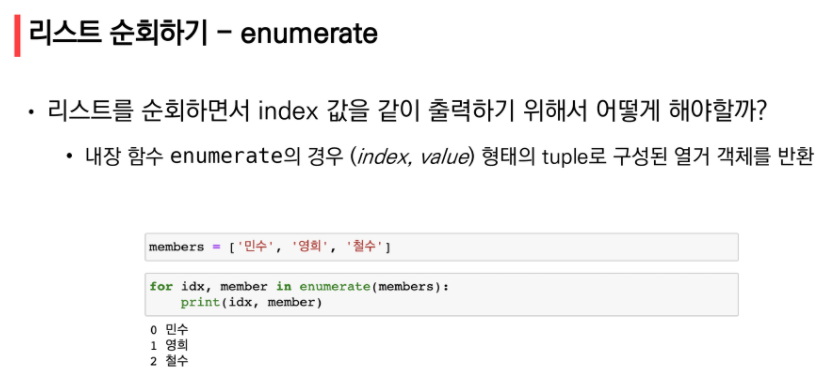 리스트 순회하기 – enumerate
• 리스트를 순회하면서 index 값을 같이 출력하기 위해서 어떻게 해야할까?
• 내장 함수 enumerate의 경우 (index, value) 형태의 tuple로 구성된 열거 객체를 반환
members = ['민수', '영희', '철수']
for idx, member in enumerate(members):
    print(idx, member)
0 민수
1 영희
2 철수